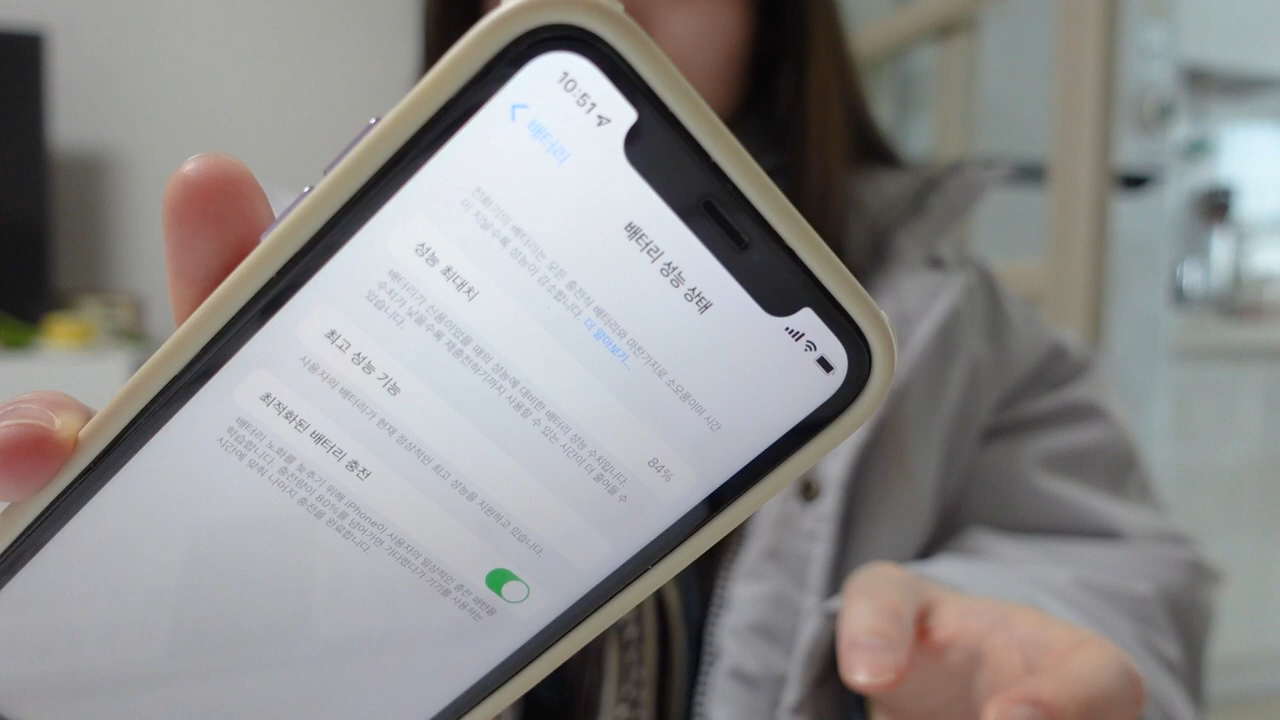 10:51
배터리
배터리 성능 상태
전화기의 배터리는 모든 충전식 배터리와 마찬가지로 소모품이며 시간
이 지날수록 성능이 감소합니다. 더 알아보기...
성능 최대치
84%
배터리가 신품이었을 때의 성능에 대비한 배터리 성능 수치입니다.
수치가 낮을수록 재충전하기까지 사용할 수 있는 시간이 더 줄어들 수
있습니다.
최고 성능 기능
사용자의 배터리가 현재 정상적인 최고 성능을 지원하고 있습니다.
최적화된 배터리 충전
배터리 노화를 늦추기 위해 iPhone이 사용자의 일상적인 충전 패턴을
학습합니다. 충전량이 80%를 넘어가면 기다렸다가 기기를 사용하는
시간에 맞춰 나머지 충전을 완료합니다.